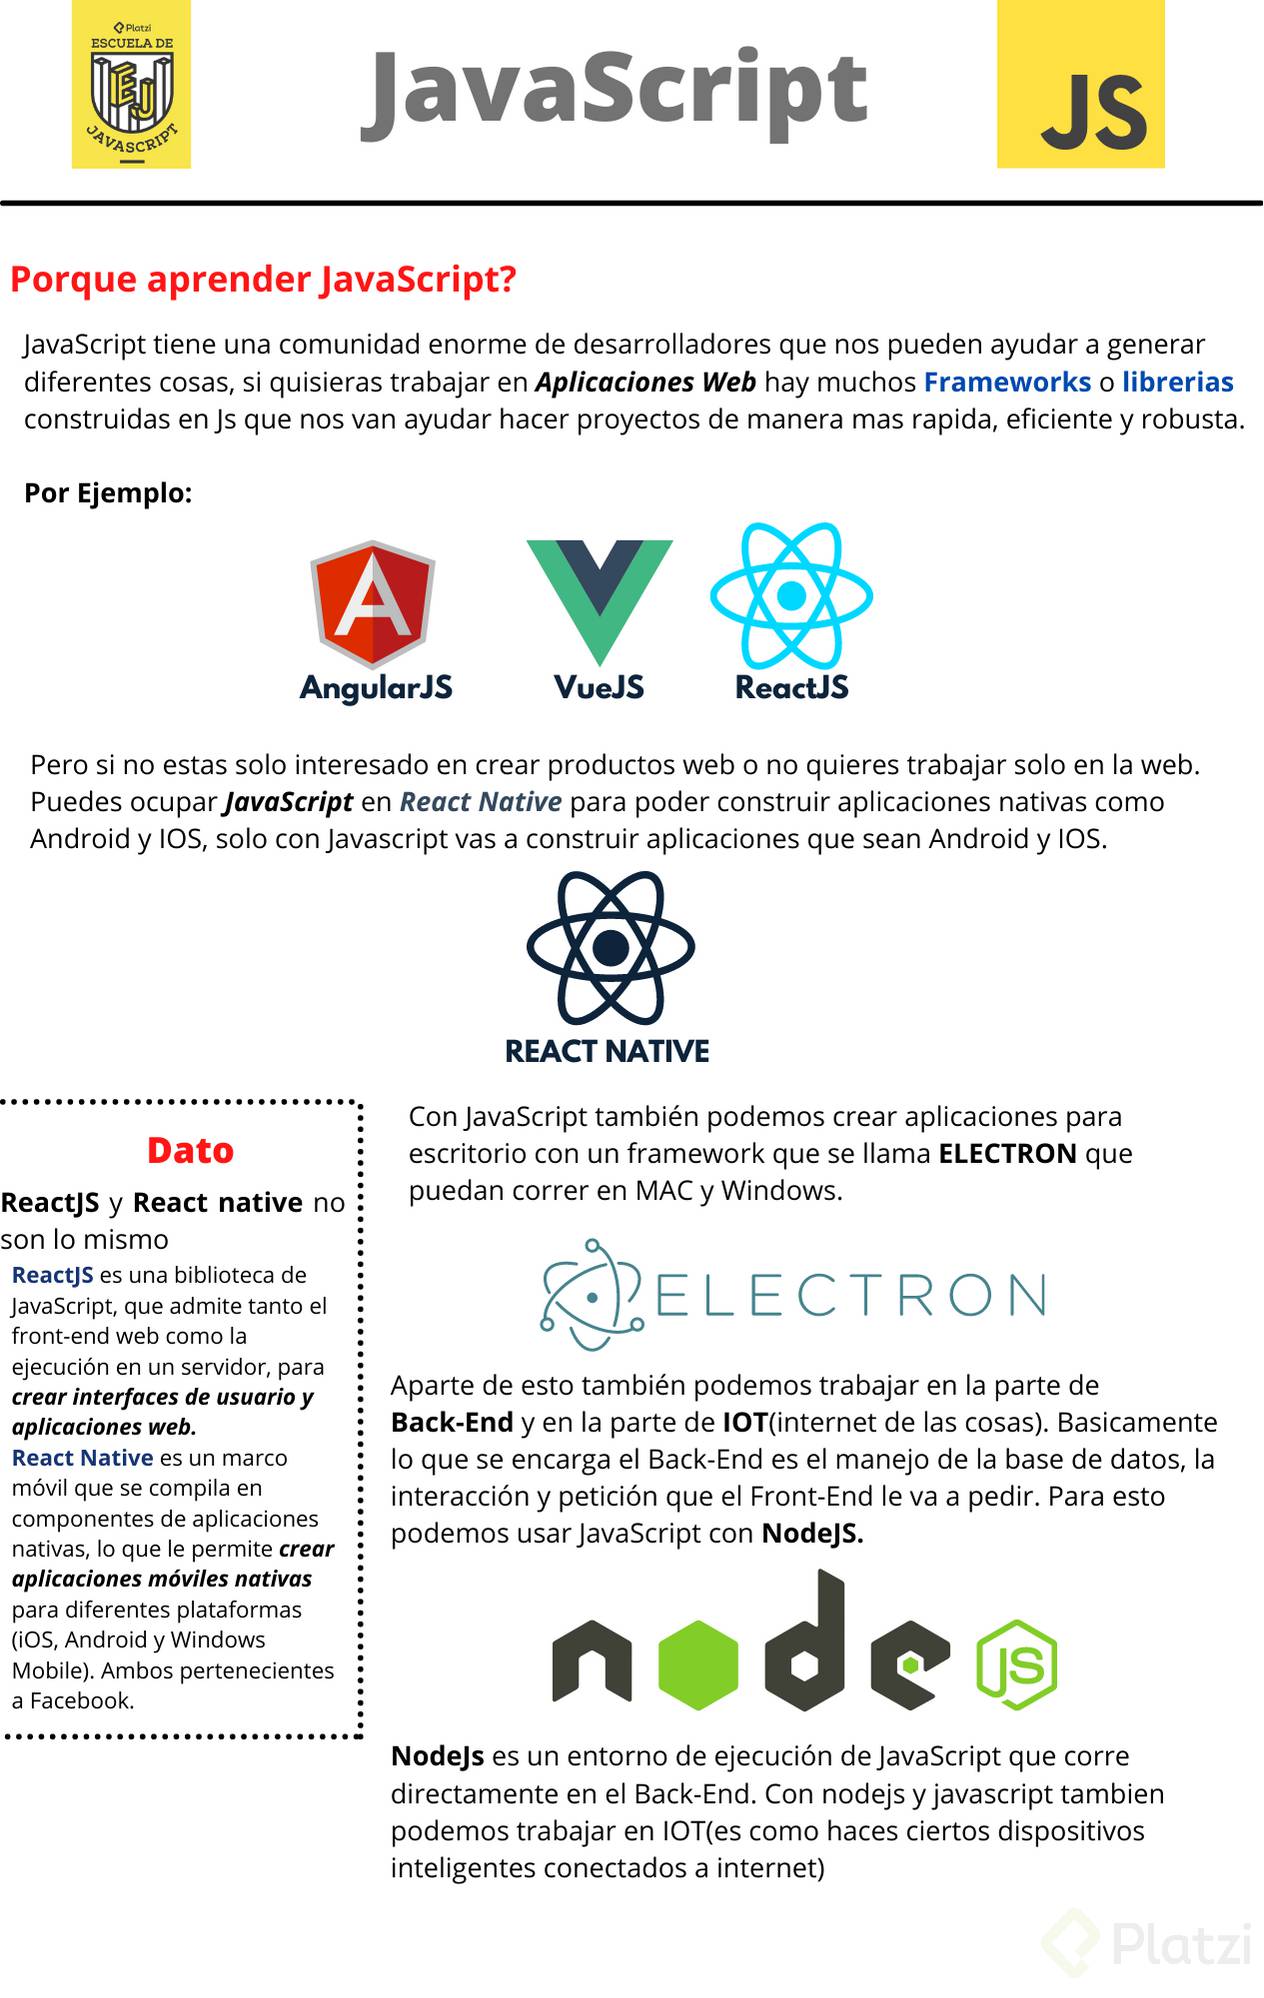 Platzi
ESCUELA DE
EJ
JAVASCRIPT
JavaScript
JS
Porque aprender JavaScript?
JavaScript tiene una comunidad enorme de desarrolladores que nos pueden ayudar a generar
diferentes cosas, si quisieras trabajar en Aplicaciones Web hay muchos Frameworks o librerias
construidas en Js que nos van ayudar hacer proyectos de manera mas rapida, eficiente y robusta.
Por Ejemplo:
A
AngularJS
VueJS
ReactJS
Pero si no estas solo interesado en crear productos web o no quieres trabajar solo en la web.
Puedes ocupar JavaScript en React Native para poder construir aplicaciones nativas como
Android y IOS, solo con Javascript vas a construir aplicaciones que sean Android y IOS.
REACT NATIVE
Dato
ReactJS y React native no
son lo mismo
ReactJS es una biblioteca de
JavaScript, que admite tanto el
front-end web como la
ejecución en un servidor, para
crear interfaces de usuario y
aplicaciones web.
React Native es un marco
móvil que se compila en
componentes de aplicaciones
nativas, lo que le permite crear
aplicaciones móviles nativas
para diferentes plataformas
(iOS, Android y Windows
Mobile). Ambos pertenecientes
a Facebook.
Con JavaScript también podemos crear aplicaciones para
escritorio con un framework que se llama ELECTRON que
puedan correr en MAC y Windows.
ELECTRON
Aparte de esto también podemos trabajar en la parte de
Back-End y en la parte de IOT(internet de las cosas). Basicamente
lo que se encarga el Back-End es el manejo de la base de datos, la
interacción y petición que el Front-End le va a pedir. Para esto
podemos usar JavaScript con NodeJS.
node JS
NodeJs es un entorno de ejecución de JavaScript que corre
directamente en el Back-End. Con nodejs y javascript tambien
podemos trabajar en IOT(es como haces ciertos dispositivos
inteligentes conectados a internet)
Platzi